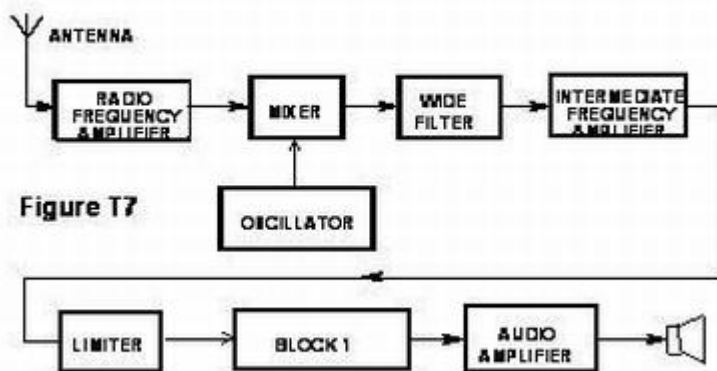 ANTENNA
RADIO
FREQUENCY
AMPLIFIER
MIXER
WIDE
FILTER
INTERMEDIATE
FREQUENCY
AMPLIFIER
Figure T7
OSCILLATOR
LIMITER
BLOCK 1
AUDIO
AMPLIFIER